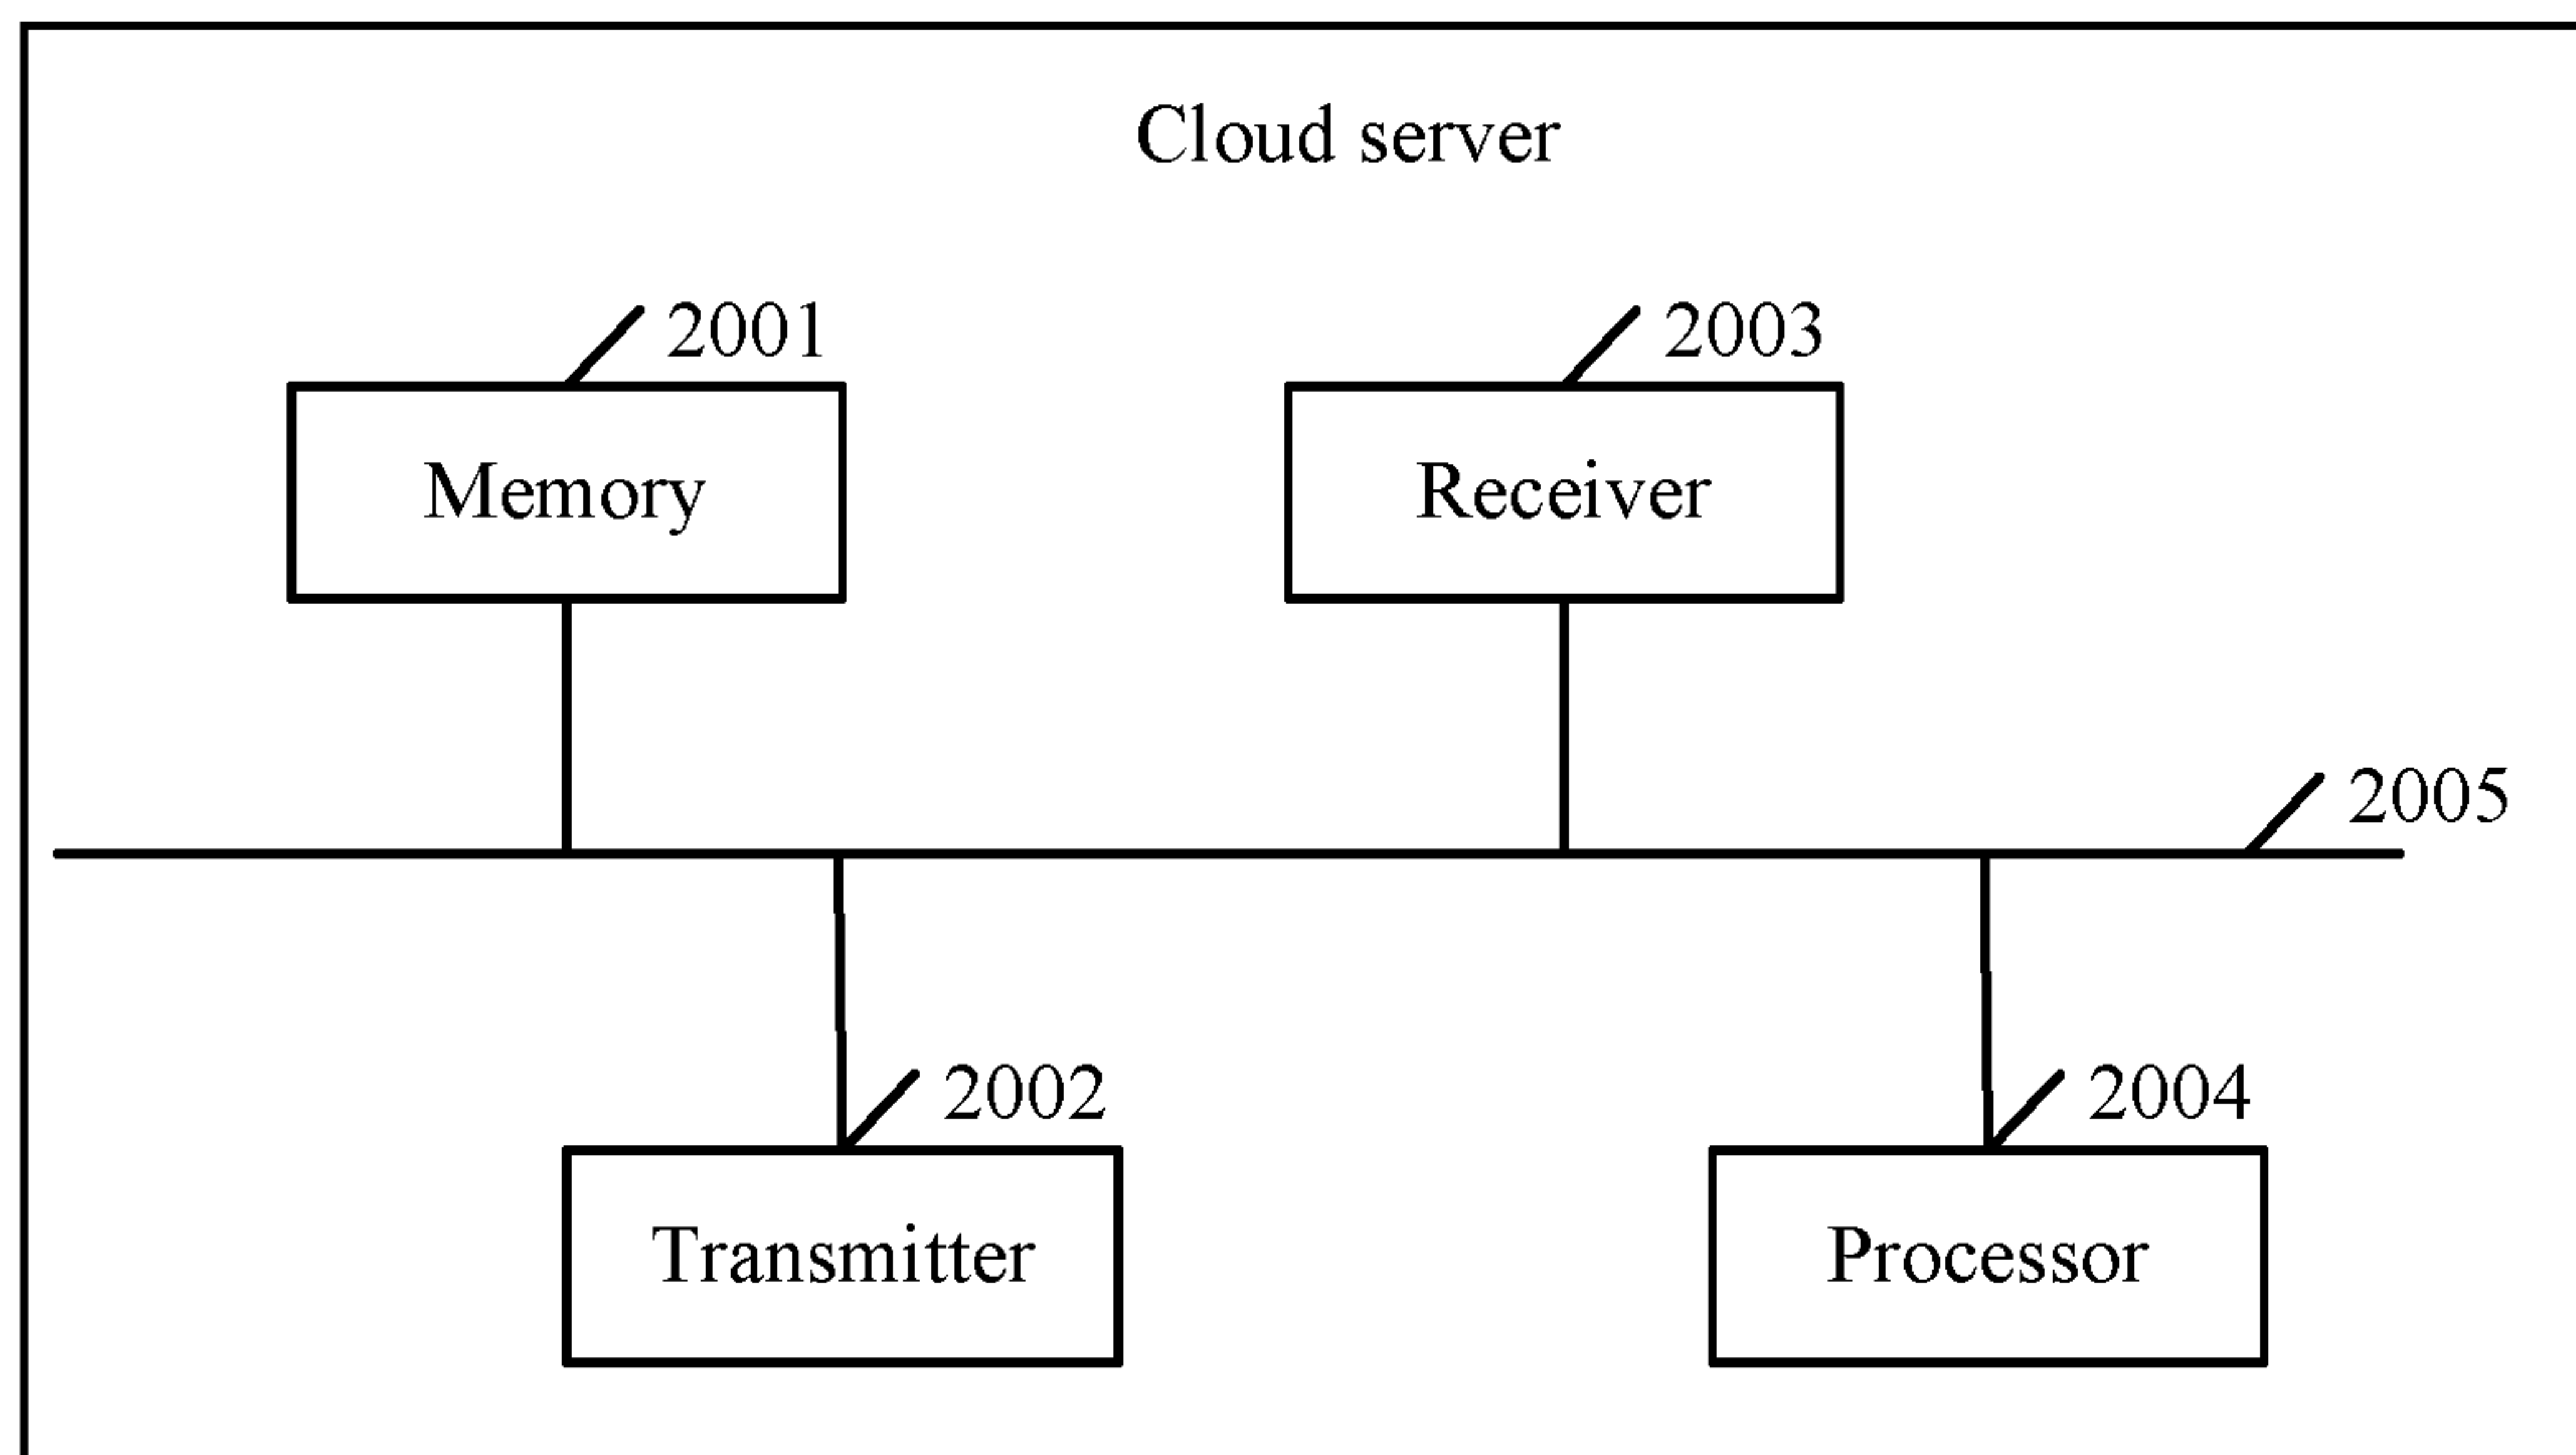 Cloud server
2001
2003
Memory
Receiver
2005
2002
2004
Transmitter
Processor